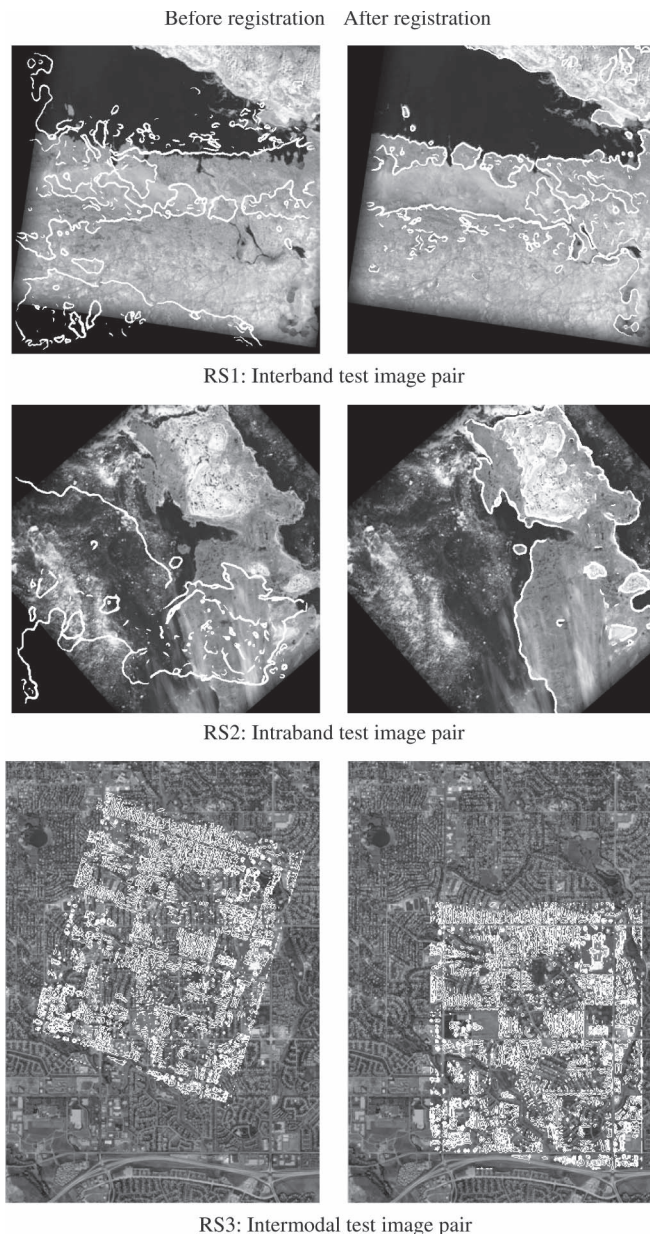 Before registration After registration
RS1: Interband test image pair
RS2: Intraband test image pair
RS3: Intermodal test image pair